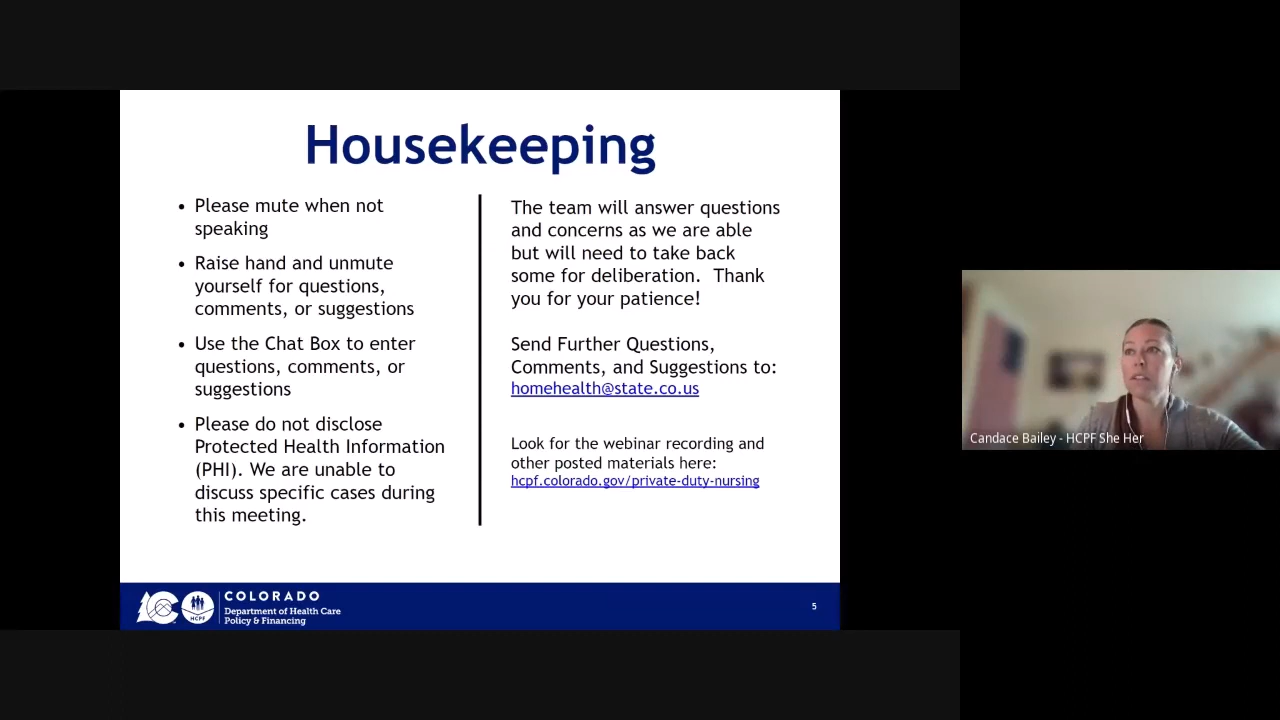 Housekeeping
• Please mute when not
speaking
• Raise hand and unmute
yourself for questions,
comments, or suggestions
• Use the Chat Box to enter
questions, comments, or
suggestions
• Please do not disclose
Protected Health Information
(PHI). We are unable to
discuss specific cases during
this meeting.
The team will answer questions
and concerns as we are able
but will need to take back
some for deliberation.  Thank
you for your patience!
Send Further Questions,
Comments, and Suggestions to:
homehealth@state.co.us
Look for the webinar recording and
other posted materials here:
hcpf.colorado.gov/private-duty-nursing
HCPF
COLORADO
Department of Health Care
Policy & Financing
5
Candace Bailey - HCPF She Her